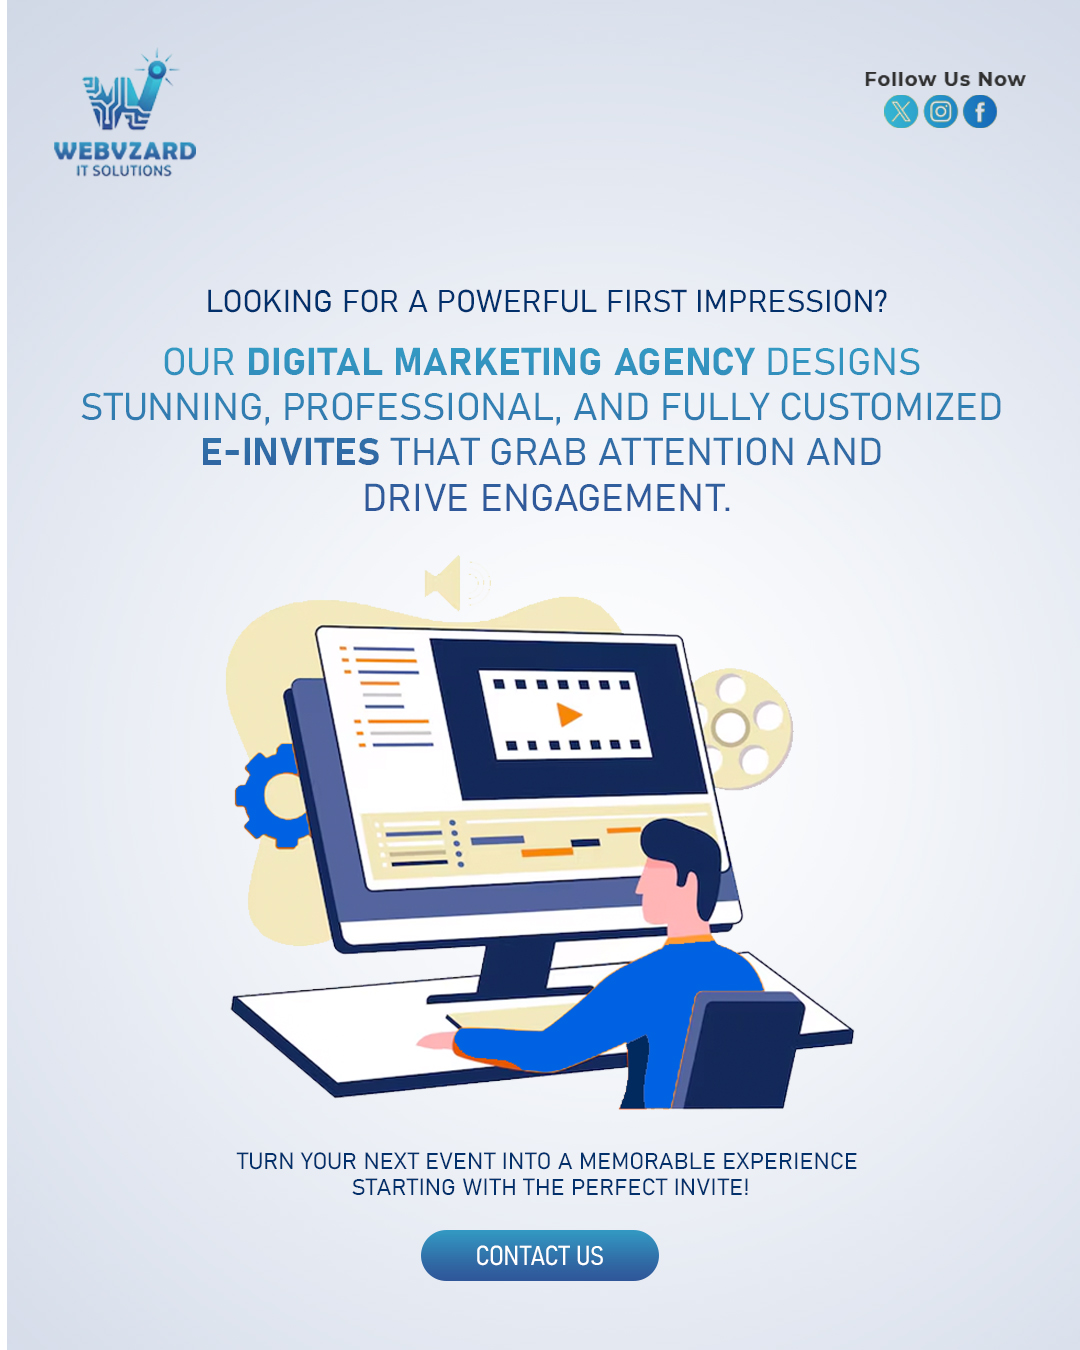 WEBVZARD
IT SOLUTIONS
Follow Us Now
LOOKING FOR A POWERFUL FIRST IMPRESSION?
OUR DIGITAL MARKETING AGENCY DESIGNS
STUNNING, PROFESSIONAL, AND FULLY CUSTOMIZED
E-INVITES THAT GRAB ATTENTION AND
DRIVE ENGAGEMENT.
TURN YOUR NEXT EVENT INTO A MEMORABLE EXPERIENCE
STARTING WITH THE PERFECT INVITE!
CONTACT US